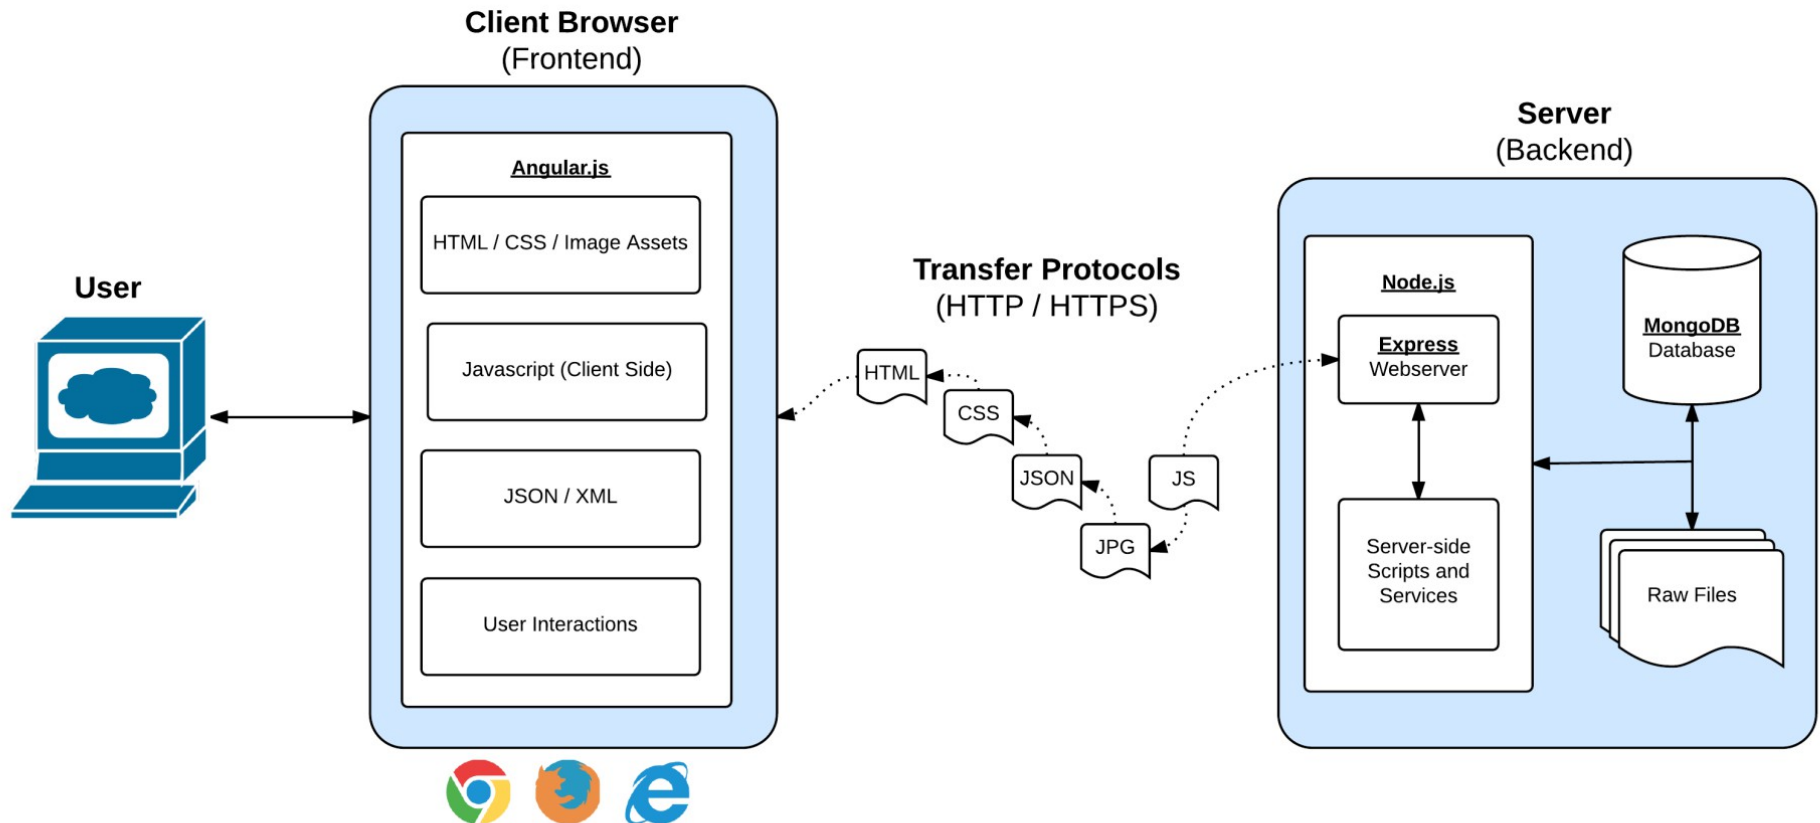 Client Browser
(Frontend)
Server
(Backend)
User
Angular.js
HTML / CSS / Image Assets
Javascript (Client Side)
JSON / XML
User Interactions
Transfer Protocols
(HTTP / HTTPS)
HTML
CSS
JSON
JPG
JS
Node.js
Express
Webserver
Server-side
Scripts and
Services
MongoDB
Database
Raw Files